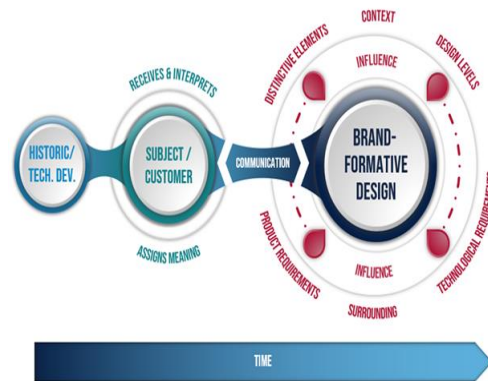 CONTEXT
DISTINCTIVE ELEMENTS
DESIGN LEVELS
INFLUENCE
RECEIVES & INTERPRETS
HISTORIC/
TECH. DEV.
SUBJECT /
CUSTOMER
COMMUNICATION
BRAND-
FORMATIVE
DESIGN
ASSIGNS MEANING
PRODUCT REQUIREMENTS
INFLUENCE
TECHNOLOGICAL REQUIREM
SURROUNDING
TIME